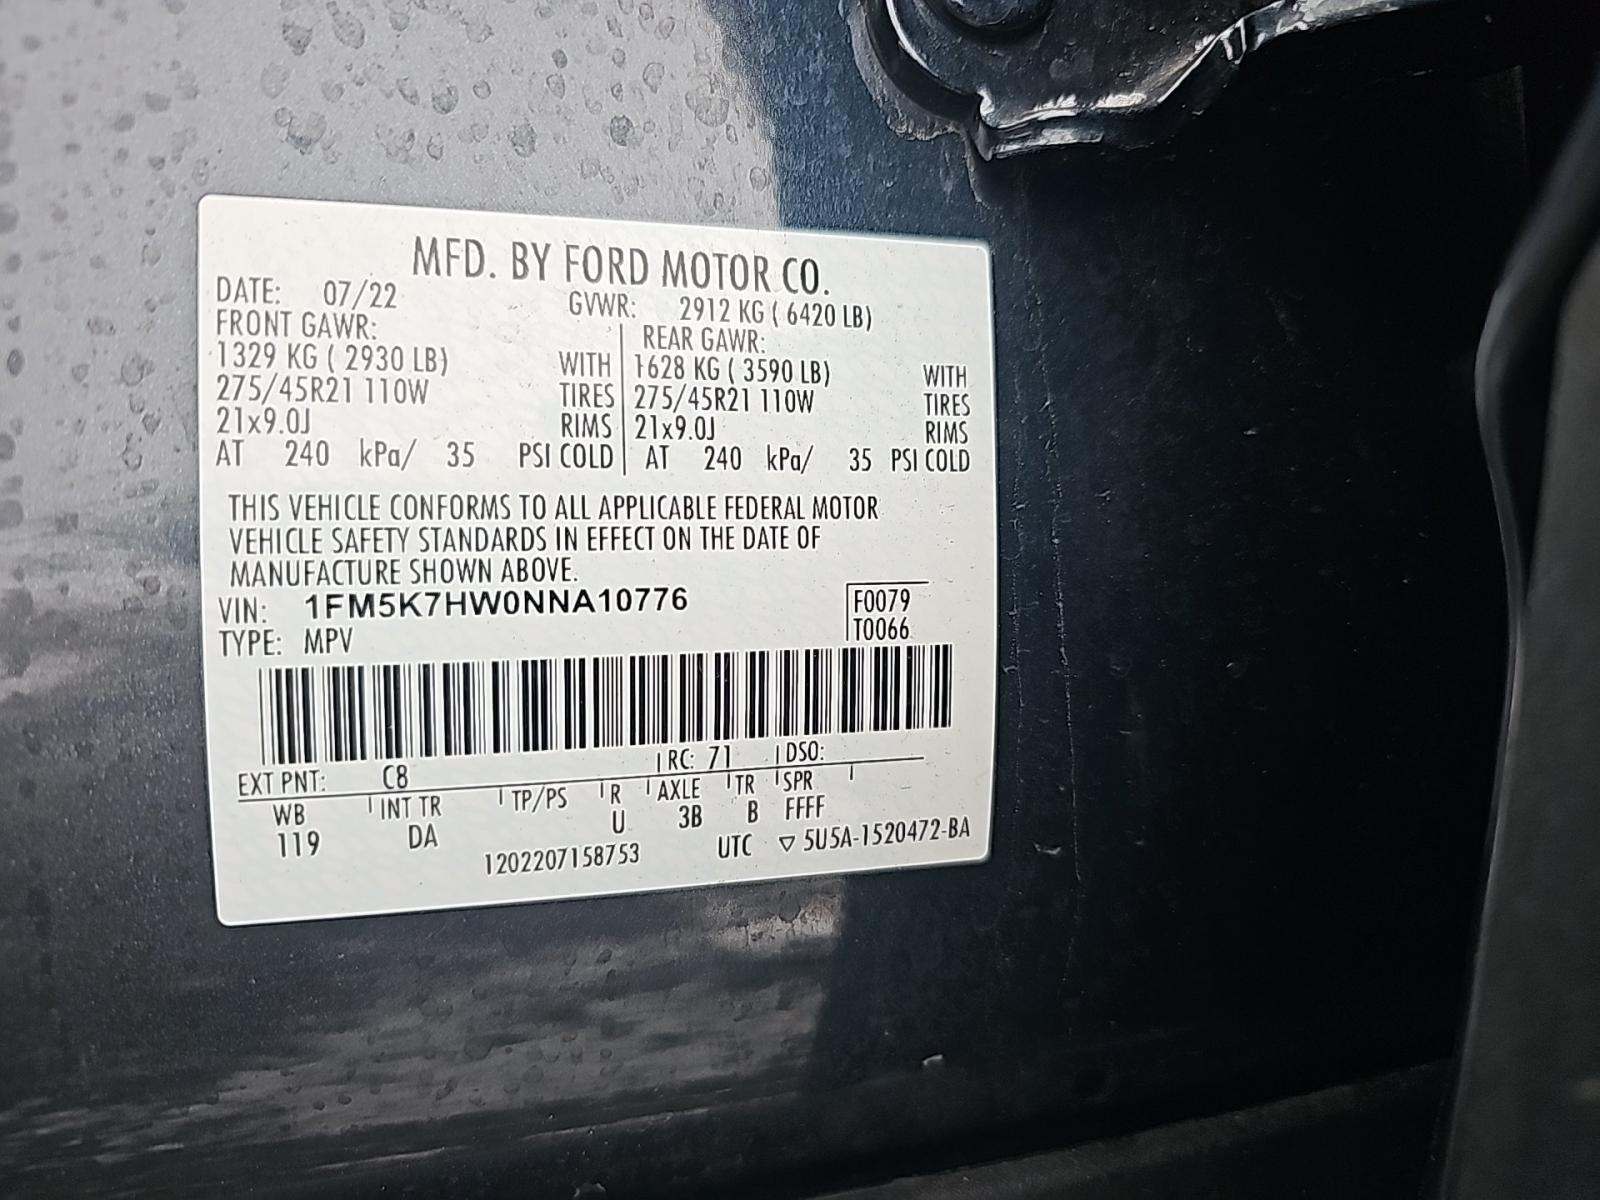 MFD. BY FORD MOTOR CO.
DATE: 07/22 GVWR: 2912 KG ( 6420 LB)
FRONT GAWR: REAR GAWR:
1329 KG ( 2930 LB) WITH 1628 KG ( 3590 LB) WITH
275/45R21 110W TIRES 275/45R21 110W TIRES
21x9.0J RIMS 21x9.0J RIMS
AT 240 kPa/ 35 PSI COLD AT 240 kPa/ 35 PSI COLD
THIS VEHICLE CONFORMS TO ALL APPLICABLE FEDERAL MOTOR
VEHICLE SAFETY STANDARDS IN EFFECT ON THE DATE OF
MANUFACTURE SHOWN ABOVE.
VIN: 1FM5K7HW0NNA10776 F0079
TYPE: MPV T0066
EXT PNT: C8 RC: 71 DSO:
WB INT TR TP/PS R AXLE TR SPR
119 DA U 3B B FFFF
1202207158753 UTC ▽ 5U5A-1520472-BA